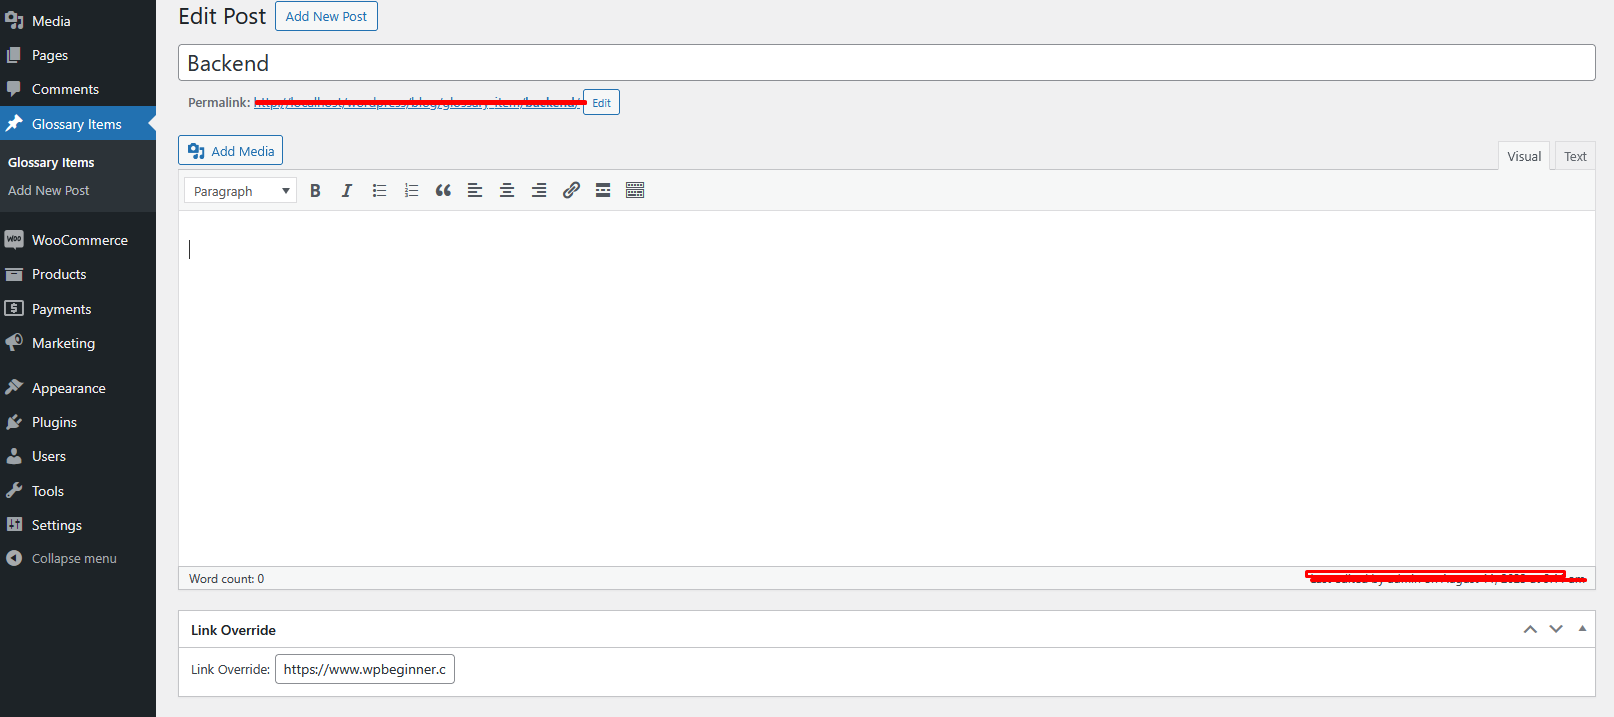 Media
Pages
Comments
Glossary Items
Glossary Items
Add New Post
WooCommerce
Products
Payments
Marketing
Appearance
Plugins
Users
Tools
Settings
Collapse menu
Edit Post Add New Post
Backend
Permalink: Edit
Add Media
Visual Text
Paragraph B I
Word count: 0
Link Override
Link Override: https://www.wpbeginner.c